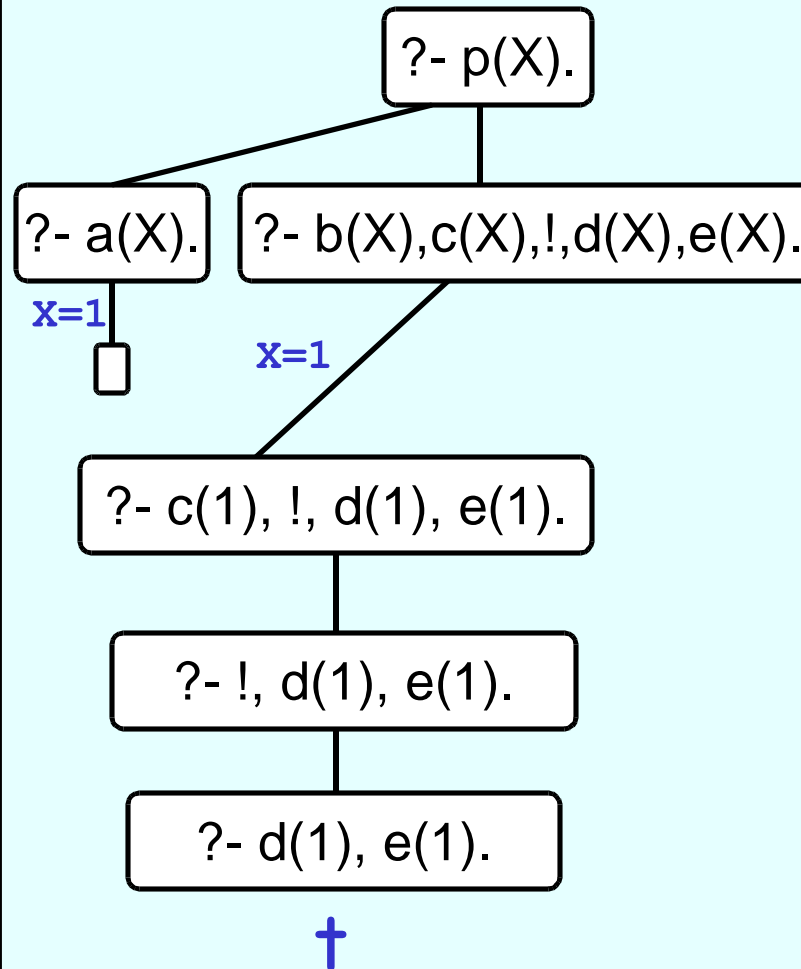 ?- p(X).
?- a(X).
?- b(X),c(X),!,d(X),e(X).
X=1
X=1
?- c(1), !, d(1), e(1).
?- !, d(1), e(1).
?- d(1), e(1).
†